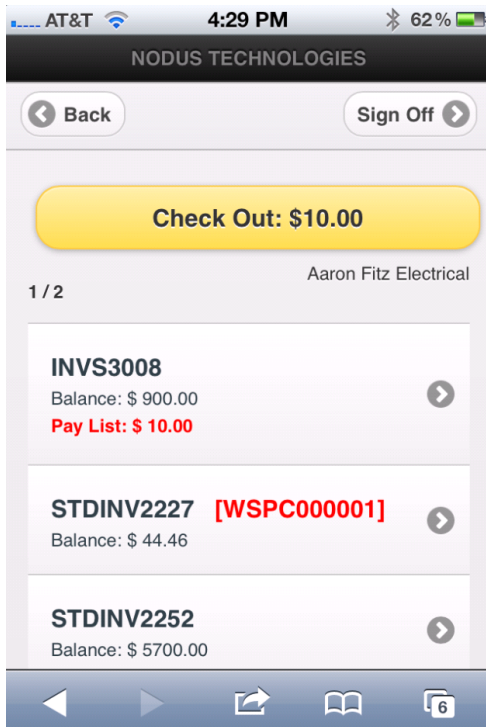 AT&T 4:29 PM 62%
NODUS TECHNOLOGIES
Back Sign Off
Check Out: $10.00
Aaron Fitz Electrical
1 / 2
INVS3008
Balance: $ 900.00
Pay List: $ 10.00
STDINV2227 [WSPC000001]
Balance: $ 44.46
STDINV2252
Balance: $ 5700.00
6